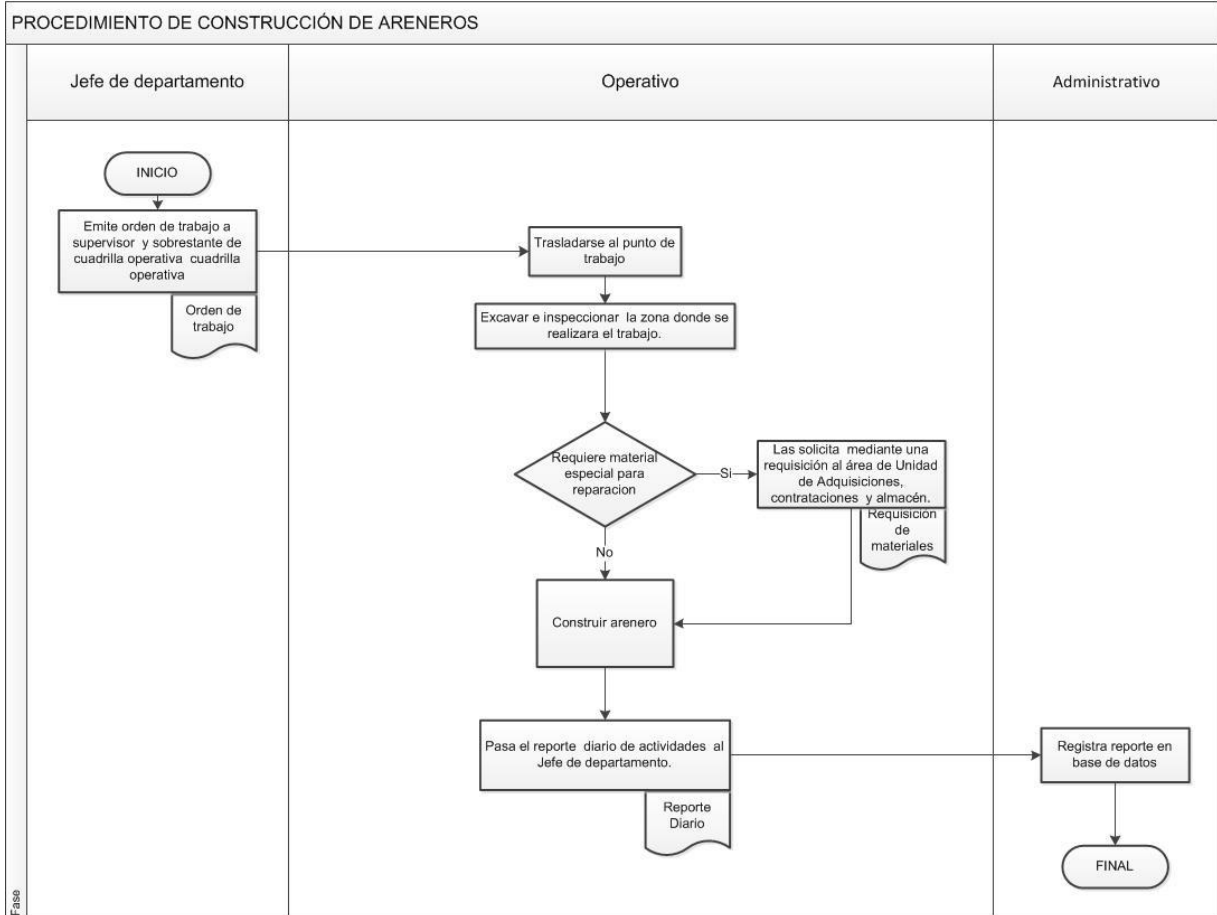 PROCEDIMIENTO DE CONSTRUCCIÓN DE ARENEROS
Jefe de departamento
Operativo
Administrativo
INICIO
Emite orden de trabajo a
supervisor y sobrestante de
cuadrilla operativa cuadrilla
operativa
Orden de
trabajo
Trasladarse al punto de
trabajo
Excavar e inspeccionar la zona donde se
realizara el trabajo.
Requiere material
especial para
reparacion
Si
Las solicita mediante una
requisición al área de Unidad
de Adquisiciones,
contrataciones y almacén.
Requisición
de
materiales
No
Construir arenero
Pasa el reporte diario de actividades al
Jefe de departamento.
Reporte
Diario
Registra reporte en
base de datos
FINAL
Fase